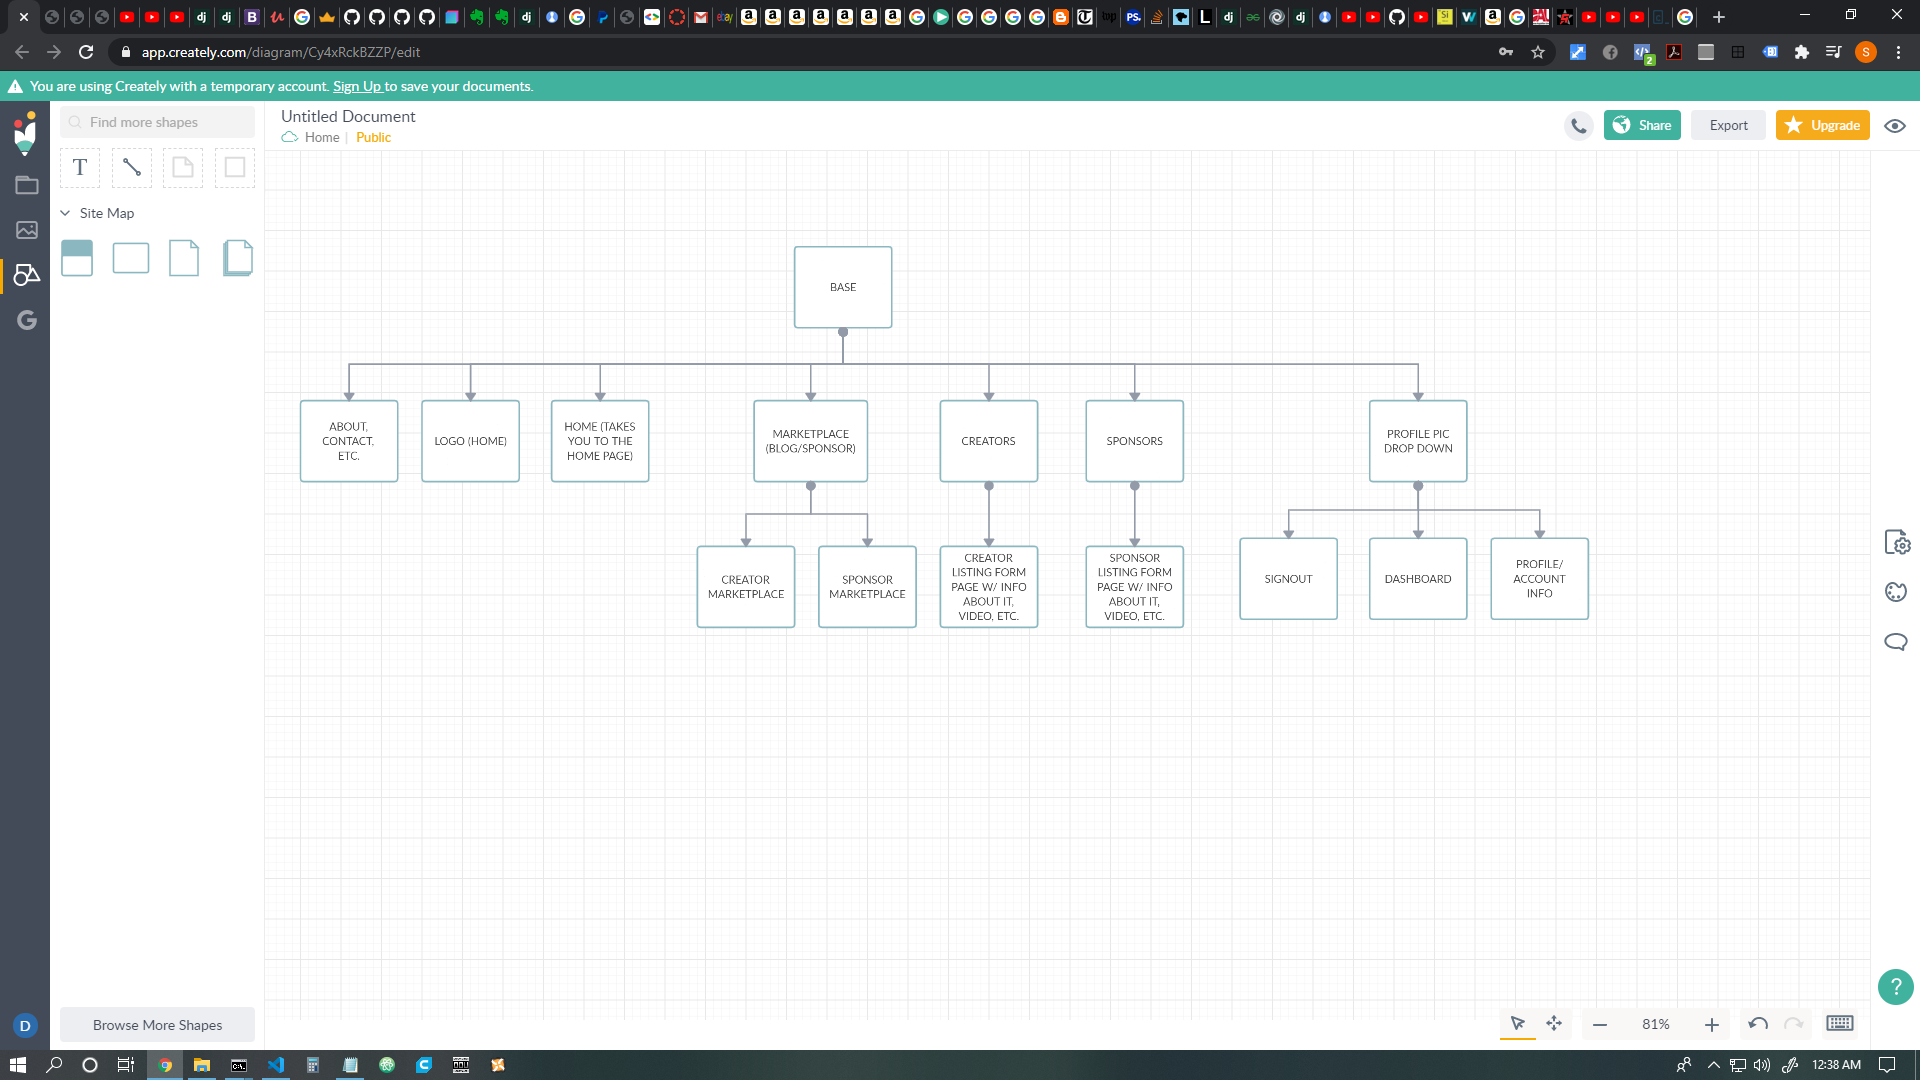 app.creately.com/diagram/Cy4xRckBZZP/edit
2
S
You are using Creately with a temporary account. Sign Up to save your documents.
Find more shapes
Untitled Document
Home | Public
Share
Export
Upgrade
T
Site Map
BASE
ABOUT,
CONTACT,
ETC.
LOGO (HOME)
HOME (TAKES
YOU TO THE
HOME PAGE)
MARKETPLACE
(BLOG/SPONSOR)
CREATORS
SPONSORS
PROFILE PIC
DROP DOWN
CREATOR
MARKETPLACE
SPONSOR
MARKETPLACE
CREATOR
LISTING FORM
PAGE W/ INFO
ABOUT IT,
VIDEO, ETC.
SPONSOR
LISTING FORM
PAGE W/ INFO
ABOUT IT,
VIDEO, ETC.
SIGNOUT
DASHBOARD
PROFILE/
ACCOUNT
INFO
?
D
Browse More Shapes
81%
12:38 AM